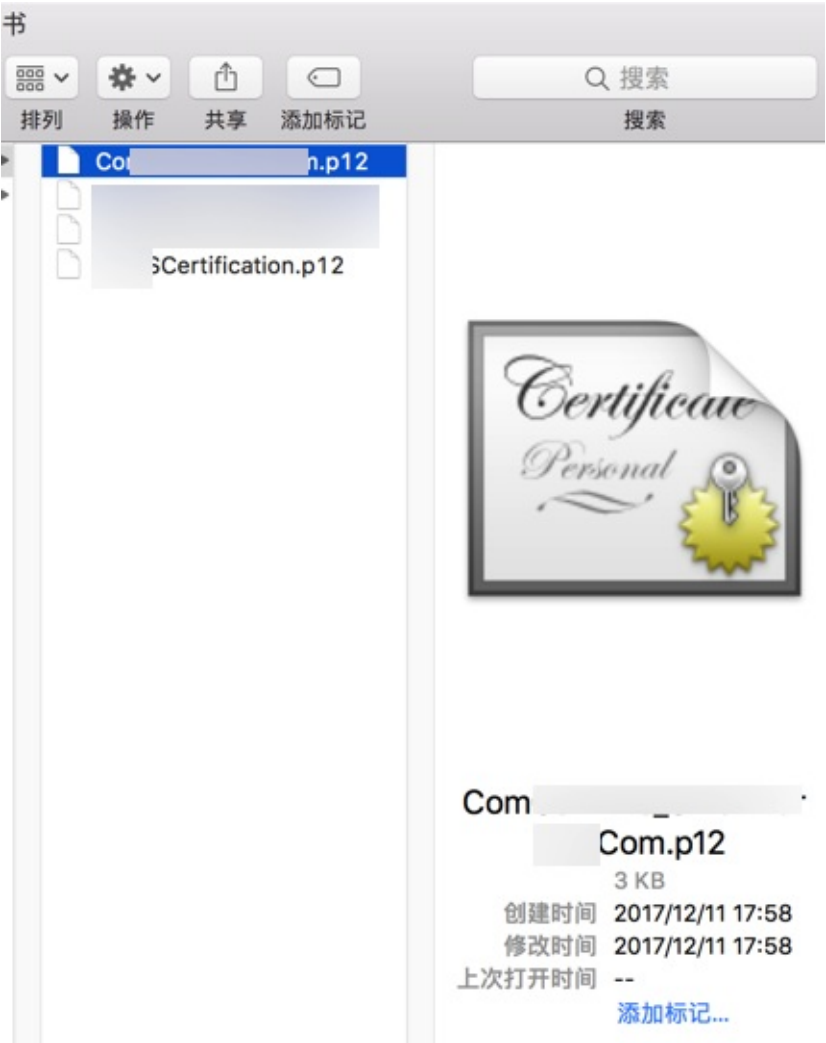 书
排列 操作 共享 添加标记 搜索
搜索
n.p12
SCertification.p12
Certificate
Personal
Com
Com.p12
3 KB
创建时间 2017/12/11 17:58
修改时间 2017/12/11 17:58
上次打开时间 --
添加标记...